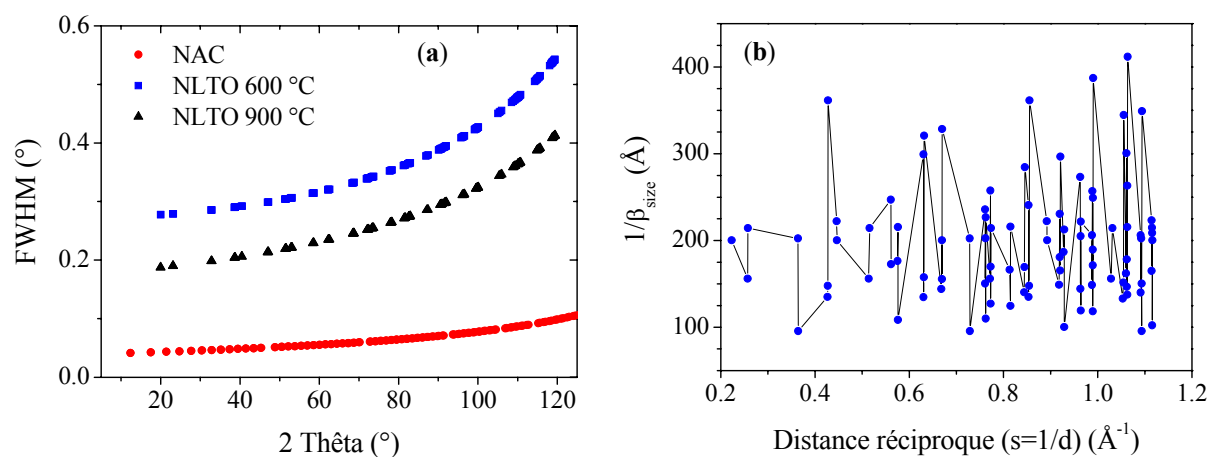 0.6
0.4
0.2
0.0
FWHM (°)
NAC
NLTO 600 °C
NLTO 900 °C
(a)
20 40 60 80 100 120
2 Thêta (°)
(b)
400
300
200
100
1/βsize (Å)
0.2 0.4 0.6 0.8 1.0 1.2
Distance réciproque (s=1/d) (Å⁻¹)